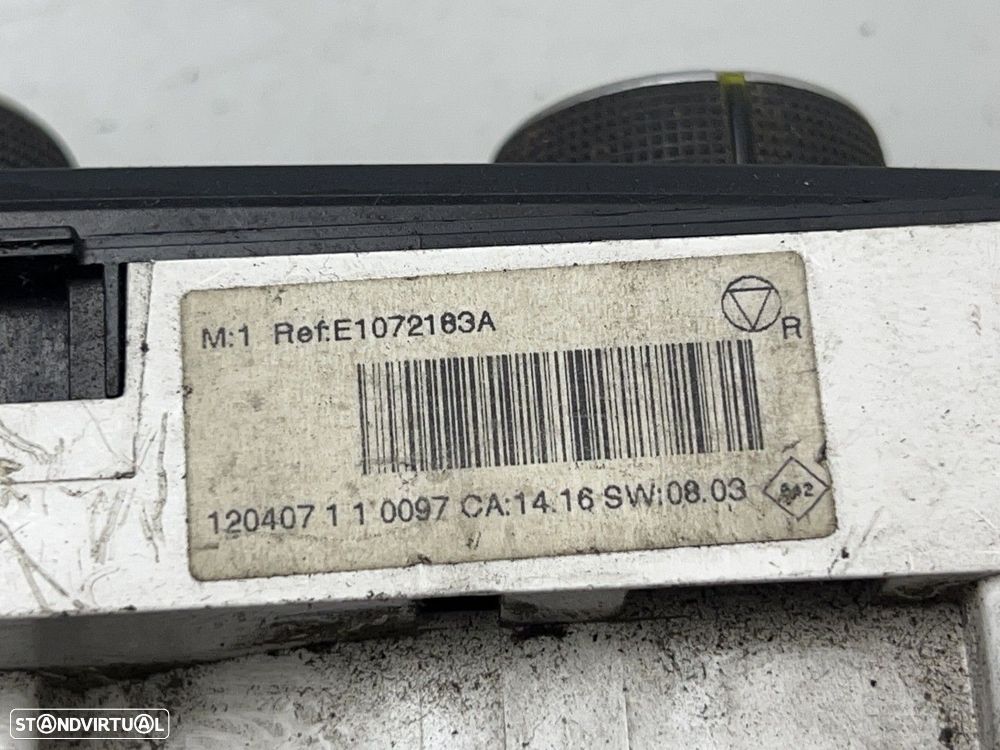 M:1 Ref:E1072163A
R
120407 1 1 0097 CA:14.16 SW:08.03
STANDVIRTUAL